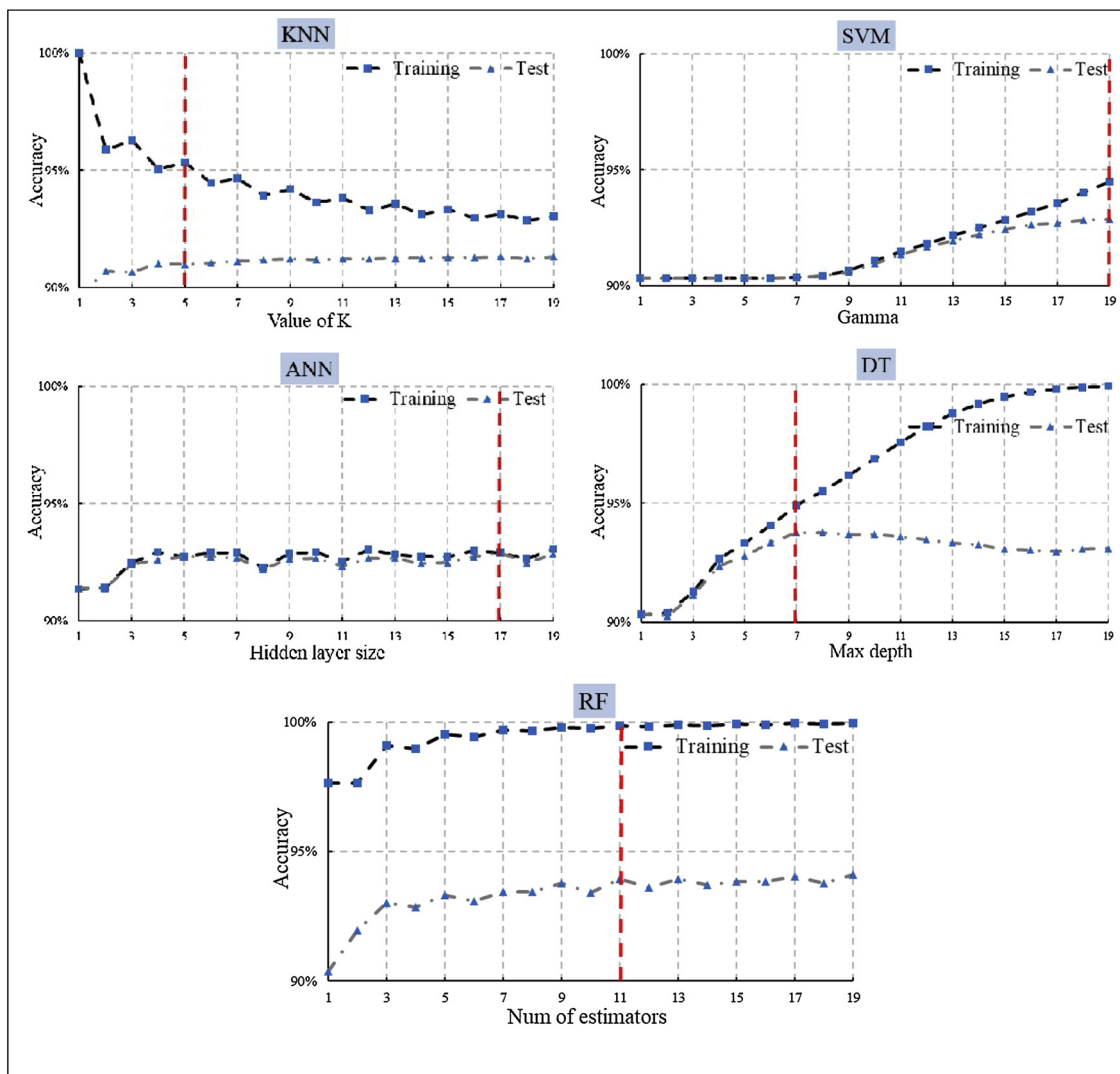 KNN
100%
Training Test
95%
Accuracy
90%
1 3 5 7 9 11 13 15 17 19
Value of K
SVM
100%
Training Test
95%
Accuracy
90%
1 3 5 7 9 11 13 15 17 19
Gamma
ANN
100%
Training Test
95%
Accuracy
90%
1 3 5 7 9 11 13 15 17 19
Hidden layer size
DT
100%
Training Test
95%
Accuracy
90%
1 3 5 7 9 11 13 15 17 19
Max depth
RF
100%
Training Test
95%
Accuracy
90%
1 3 5 7 9 11 13 15 17 19
Num of estimators